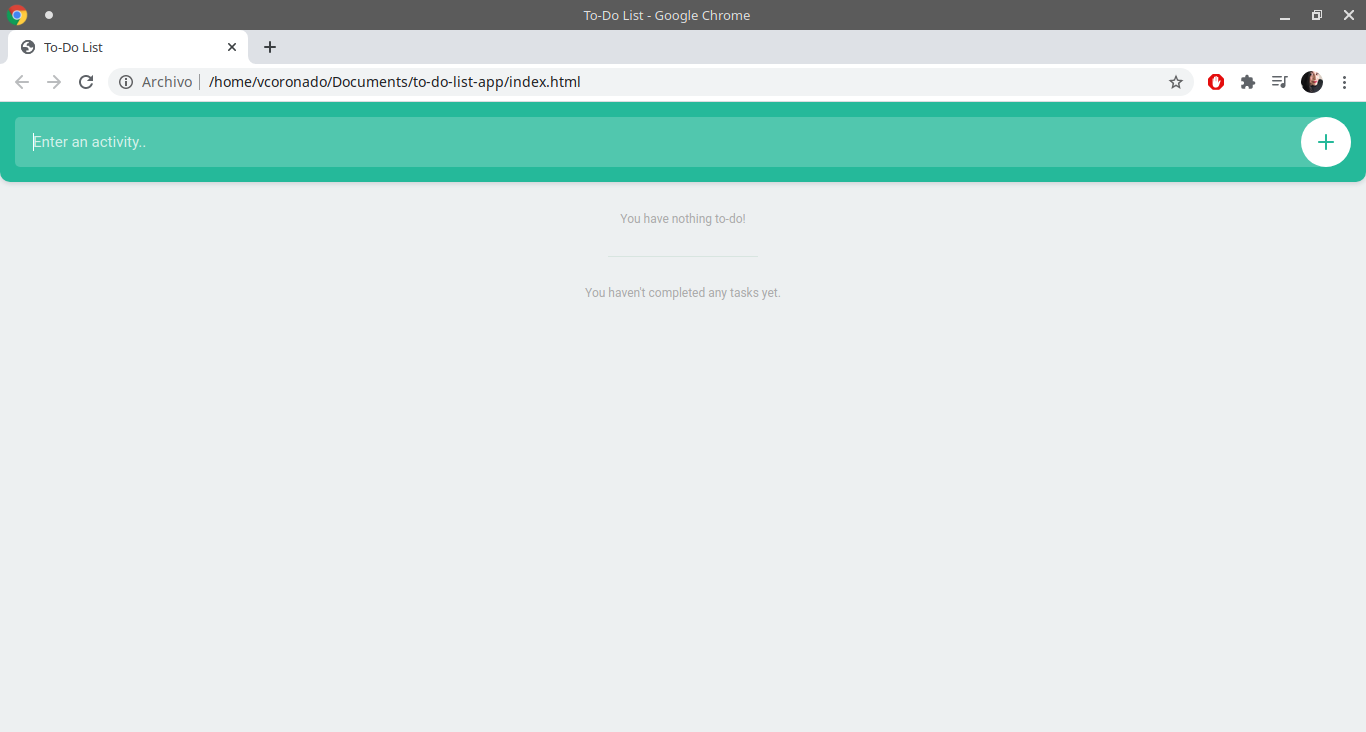 To-Do List - Google Chrome
To-Do List
Archivo /home/vcoronado/Documents/to-do-list-app/index.html
Enter an activity..
You have nothing to-do!
You haven't completed any tasks yet.